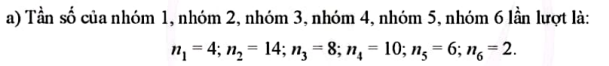 a) Tần số của nhóm 1, nhóm 2, nhóm 3, nhóm 4, nhóm 5, nhóm 6 lần lượt là:
n₁ = 4; n₂ = 14; n₃ = 8; n₄ = 10; n₅ = 6; n₆ = 2.